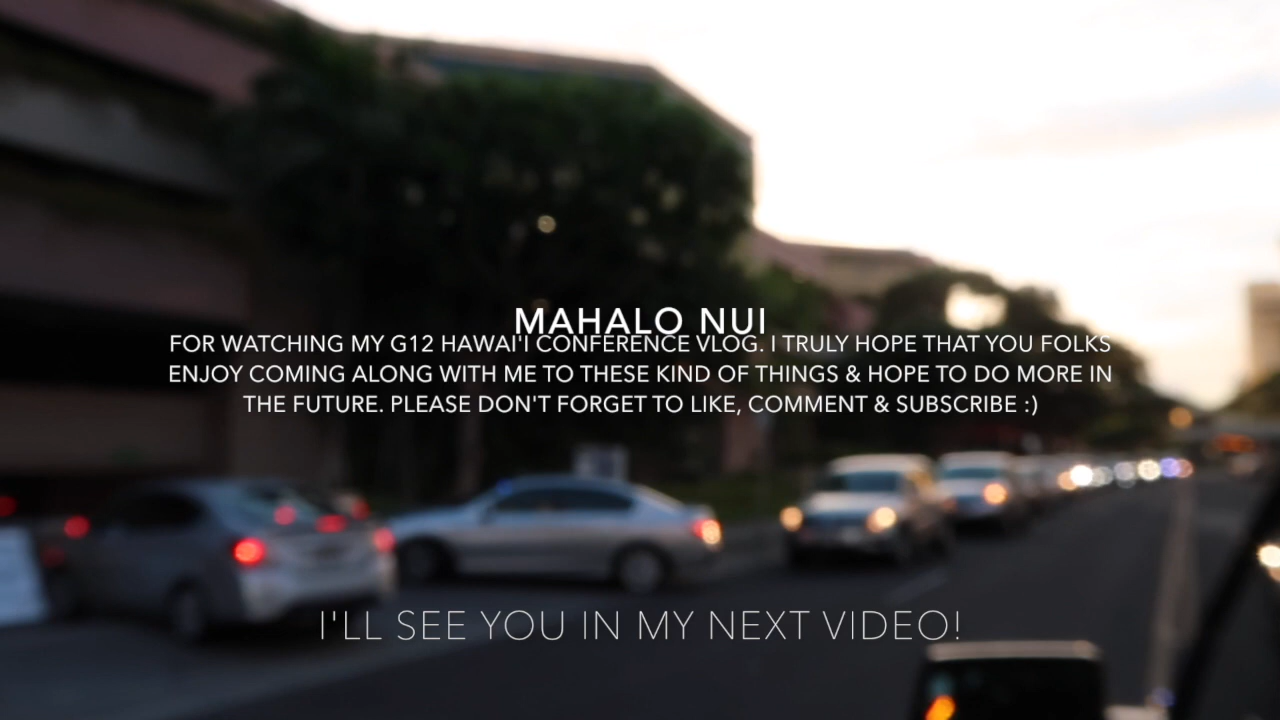 MAHALO NUI
FOR WATCHING MY G12 HAWAI'I CONFERENCE VLOG. I TRULY HOPE THAT YOU FOLKS
ENJOY COMING ALONG WITH ME TO THESE KIND OF THINGS & HOPE TO DO MORE IN
THE FUTURE. PLEASE DON'T FORGET TO LIKE, COMMENT & SUBSCRIBE :)
I'LL SEE YOU IN MY NEXT VIDEO!